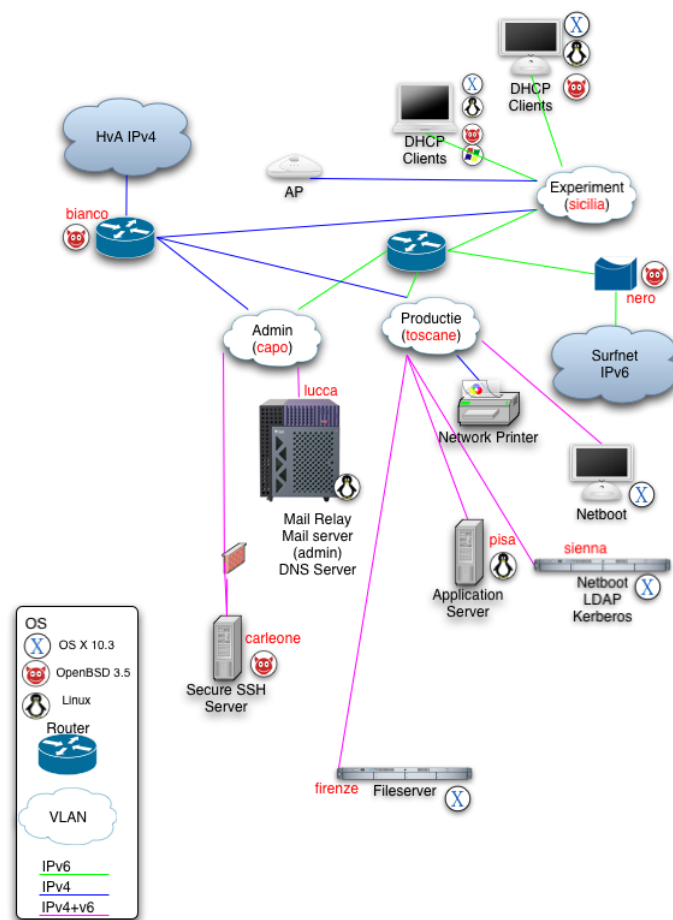 DHCP
Clients
DHCP
Clients
HvA IPv4
AP
Experiment
(sicilia)
bianco
nero
Admin
(capo)
Productie
(toscane)
Surfnet
IPv6
lucca
Network Printer
Netboot
Mail Relay
Mail server
(admin)
DNS Server
pisa
Application
Server
sienna
Netboot
LDAP
Kerberos
carleone
Secure SSH
Server
firenze
Fileserver
OS
X OS X 10.3
OpenBSD 3.5
Linux
Router
VLAN
IPv6
IPv4
IPv4+v6